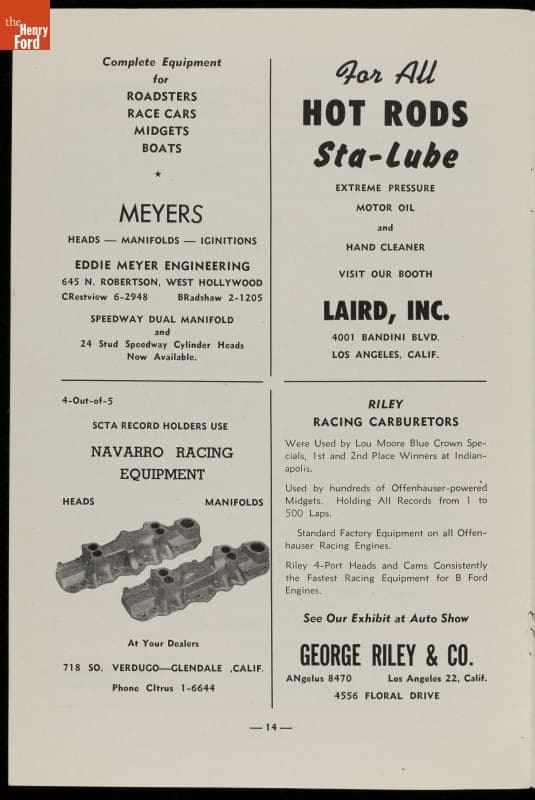 the
Henry
Ford
Complete Equipment
for
ROADSTERS
RACE CARS
MIDGETS
BOATS
★
MEYERS
HEADS — MANIFOLDS — IGINITIONS
EDDIE MEYER ENGINEERING
645 N. ROBERTSON, WEST HOLLYWOOD
CRestview 6-2948 BRadshaw 2-1205
SPEEDWAY DUAL MANIFOLD
and
24 Stud Speedway Cylinder Heads
Now Available.
For All
HOT RODS
Sta-Lube
EXTREME PRESSURE
MOTOR OIL
and
HAND CLEANER
VISIT OUR BOOTH
LAIRD, INC.
4001 BANDINI BLVD.
LOS ANGELES, CALIF.
4-Out-of-5
SCTA RECORD HOLDERS USE
NAVARRO RACING
EQUIPMENT
HEADS MANIFOLDS
At Your Dealers
718 SO. VERDUGO—GLENDALE ,CALIF.
Phone CItrus 1-6644
RILEY
RACING CARBURETORS
Were Used by Lou Moore Blue Crown Spe-
cials, 1st and 2nd Place Winners at Indian-
apolis.
Used by hundreds of Offenhauser-powered
Midgets. Holding All Records from 1 to
500 Laps.
Standard Factory Equipment on all Offen-
hauser Racing Engines.
Riley 4-Port Heads and Cams Consistently
the Fastest Racing Equipment for B Ford
Engines.
See Our Exhibit at Auto Show
GEORGE RILEY & CO.
ANgelus 8470 Los Angeles 22, Calif.
4556 FLORAL DRIVE
— 14 —